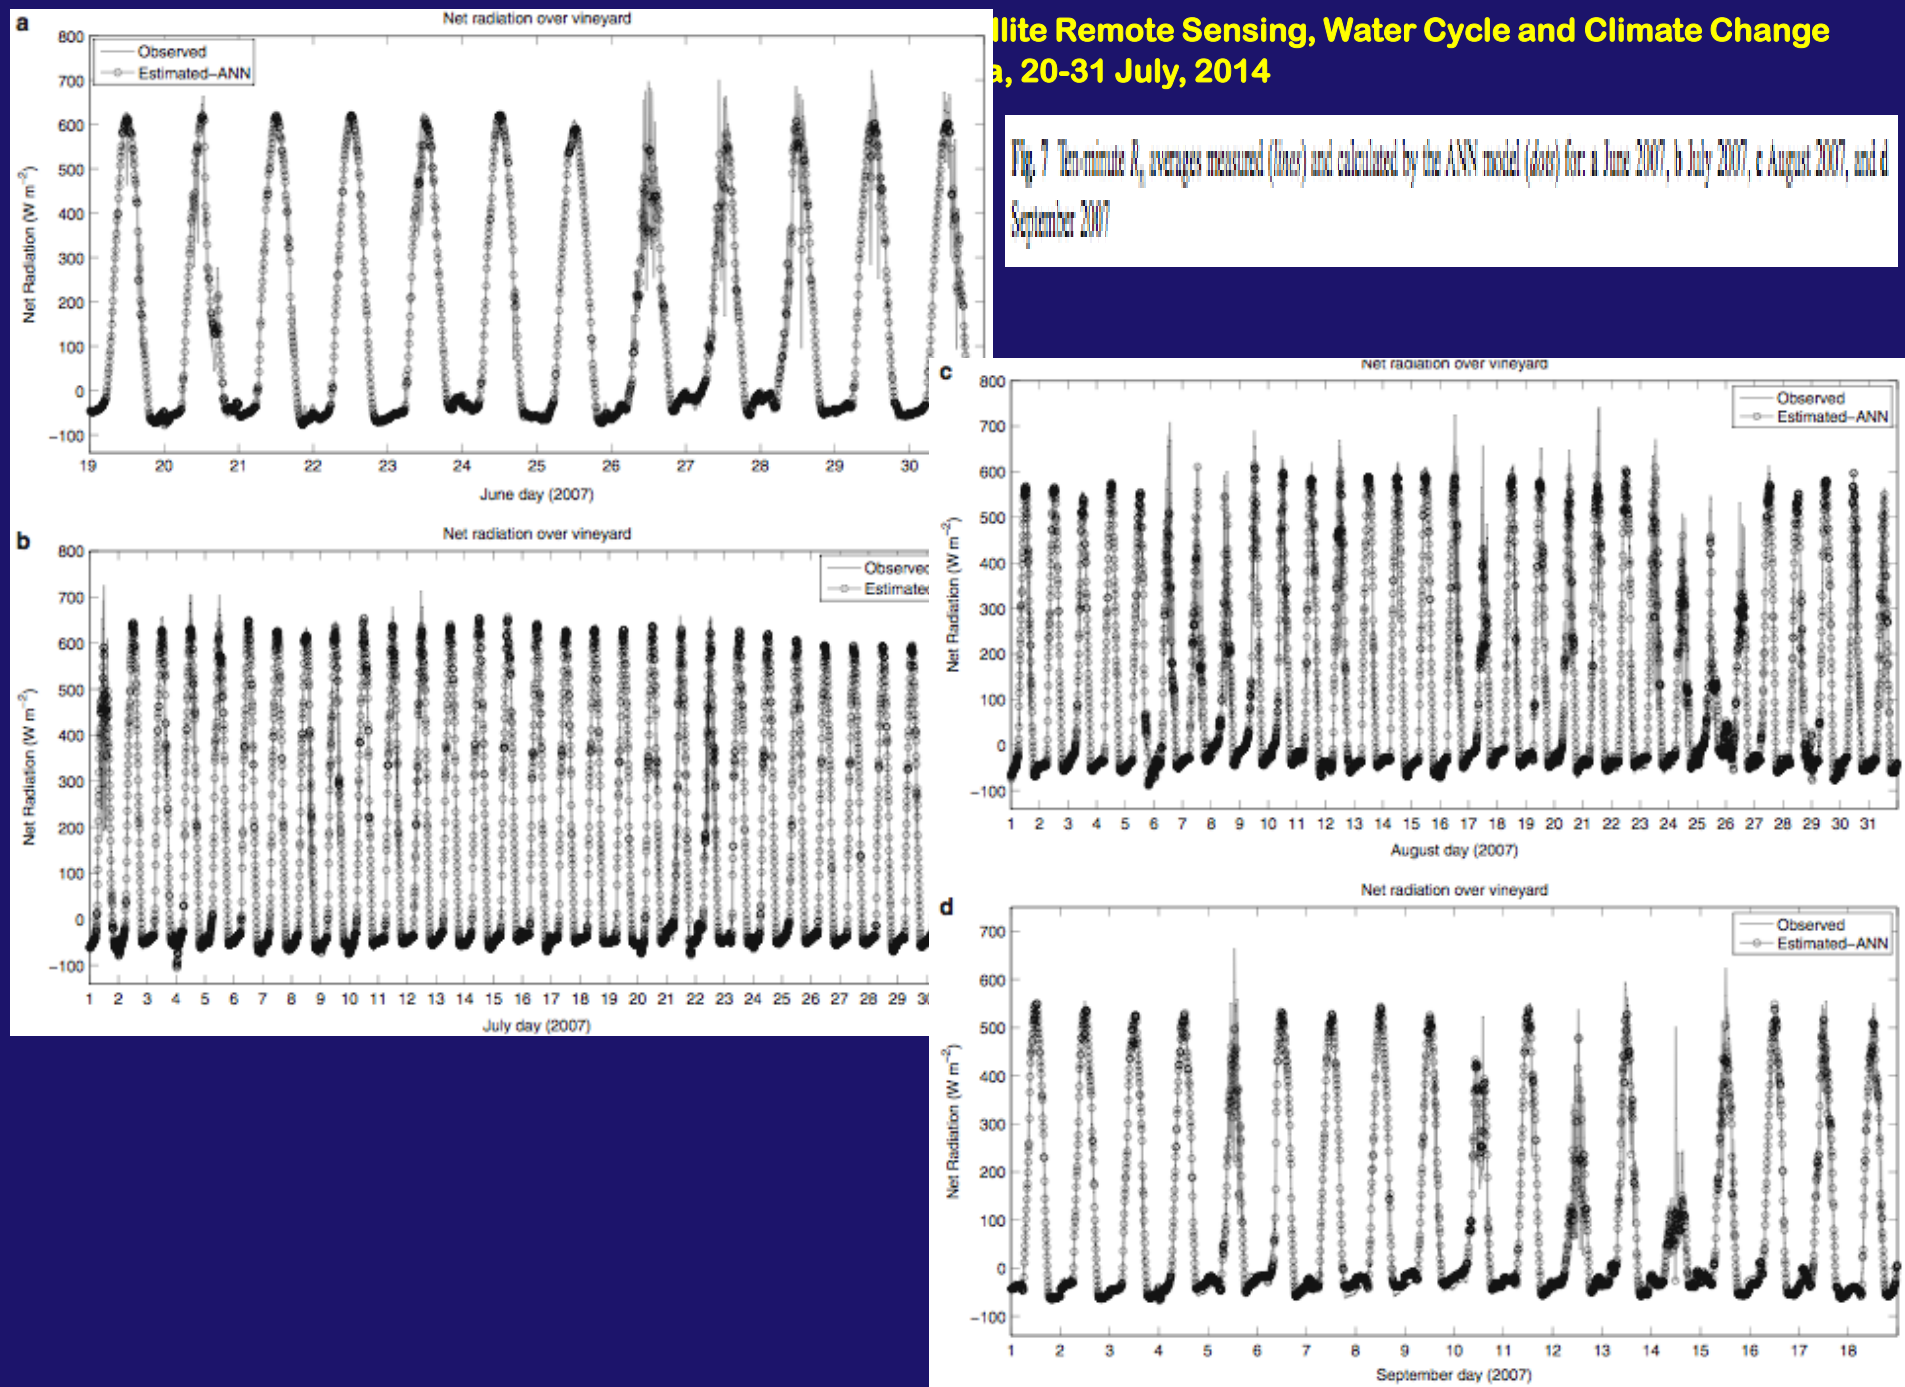 llite Remote Sensing, Water Cycle and Climate Change
a, 20-31 July, 2014
Fig. 7 Ten-minute Rn averages measured (lines) and calculated by the ANN model (dots) for: a June 2007, b July 2007, c August 2007, and d
September 2007
a
Net radiation over vineyard
Observed
Estimated-ANN
Net Radiation (W m⁻²)
800
700
600
500
400
300
200
100
0
-100
19 20 21 22 23 24 25 26 27 28 29 30
June day (2007)
b
Net radiation over vineyard
Observed
Estimated
Net Radiation (W m⁻²)
800
700
600
500
400
300
200
100
0
-100
1 2 3 4 5 6 7 8 9 10 11 12 13 14 15 16 17 18 19 20 21 22 23 24 25 26 27 28 29 30
July day (2007)
c
Net radiation over vineyard
Observed
Estimated-ANN
Net Radiation (W m⁻²)
800
700
600
500
400
300
200
100
0
-100
1 2 3 4 5 6 7 8 9 10 11 12 13 14 15 16 17 18 19 20 21 22 23 24 25 26 27 28 29 30 31
August day (2007)
d
Net radiation over vineyard
Observed
Estimated-ANN
Net Radiation (W m⁻²)
700
600
500
400
300
200
100
0
-100
1 2 3 4 5 6 7 8 9 10 11 12 13 14 15 16 17 18
September day (2007)